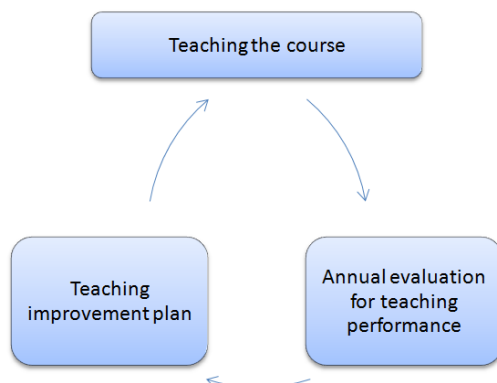 Teaching the course
Teaching
improvement plan
Annual evaluation
for teaching
performance